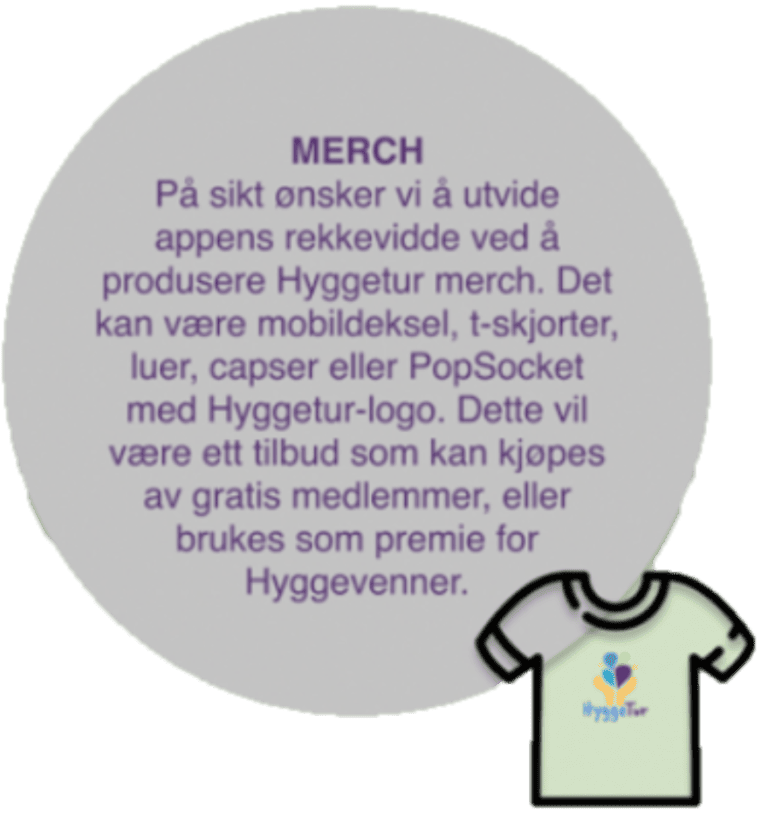 MERCH
På sikt ønsker vi å utvide
appens rekkevidde ved å
produsere Hyggetur merch. Det
kan være mobildeksel, t-skjorter,
luer, capser eller PopSocket
med Hyggetur-logo. Dette vil
være ett tilbud som kan kjøpes
av gratis medlemmer, eller
brukes som premie for
Hyggevenner.
HyggeTur